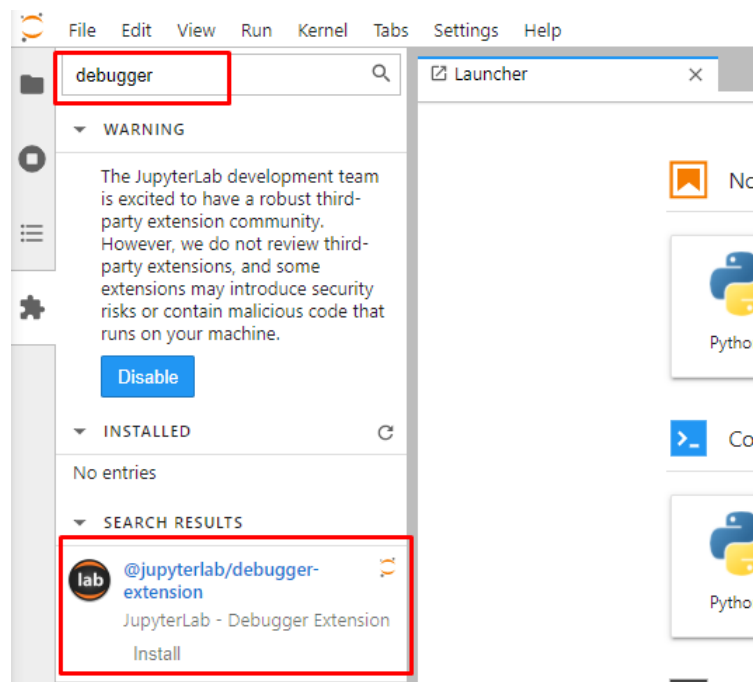 File Edit View Run Kernel Tabs Settings Help
debugger
Launcher
WARNING
The JupyterLab development team
is excited to have a robust third-
party extension community.
However, we do not review third-
party extensions, and some
extensions may introduce security
risks or contain malicious code that
runs on your machine.
Disable
INSTALLED
No entries
SEARCH RESULTS
lab
@jupyterlab/debugger-
extension
JupyterLab - Debugger Extension
Install
No
Pytho
>_ Co
Pytho